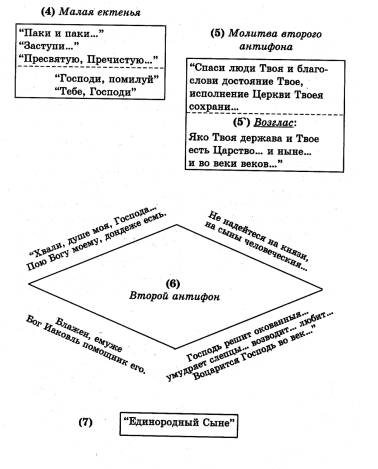 (4) Малая ектенья
“Паки и паки...”
“Заступи...”
“Пресвятую, Пречистую...”
“Господи, помилуй”
“Тебе, Господи”
(5) Молитва второго
антифона
“Спаси люди Твоя и благо-
слови достояние Твое,
исполнение Церкви Твоея
сохрани...
(5`) Возглас:
Яко Твоя держава и Твое
есть Царство... и ныне...
и во веки веков...”
“Хвали, душе моя, Господа...
Пою Богу моему, дондеже есмь.
Не надейтеся на князи,
на сыны человеческия...
(6)
Второй антифон
Блажен, емуже
Бог Иаковль помощник его.
Господь решит окованныя...
умудряет слепцы... возводит... любит...
Воцарится Господь во век...”
(7) “Единородный Сыне”